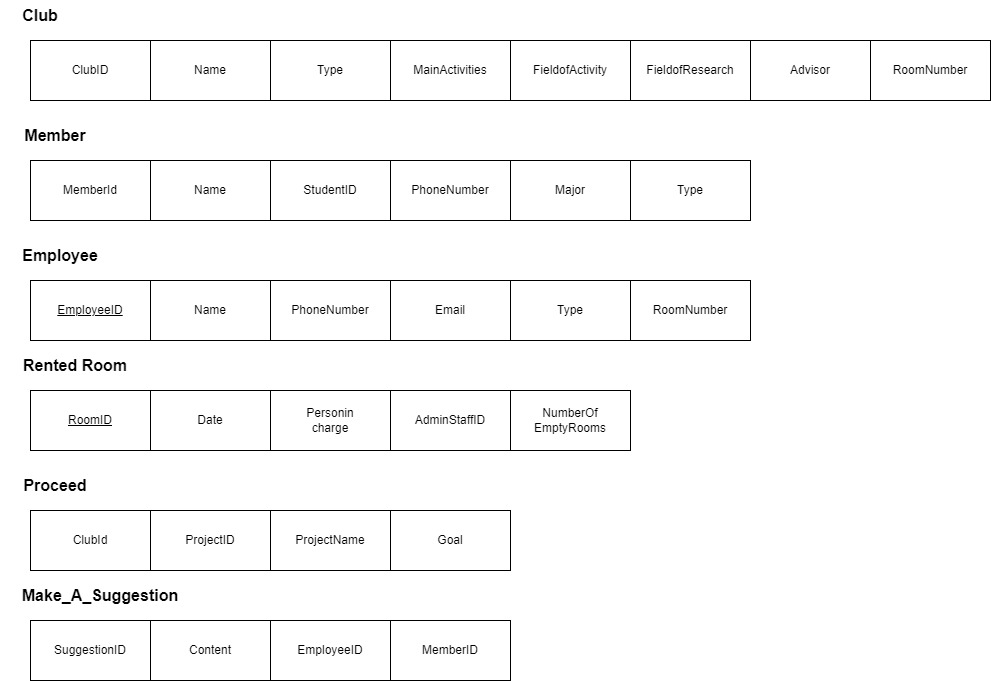 Club
ClubID Name Type MainActivities FieldofActivity FieldofResearch Advisor RoomNumber
Member
MemberId Name StudentID PhoneNumber Major Type
Employee
EmployeeID Name PhoneNumber Email Type RoomNumber
Rented Room
RoomID Date Personin charge AdminStaffID NumberOf EmptyRooms
Proceed
ClubId ProjectID ProjectName Goal
Make_A_Suggestion
SuggestionID Content EmployeeID MemberID